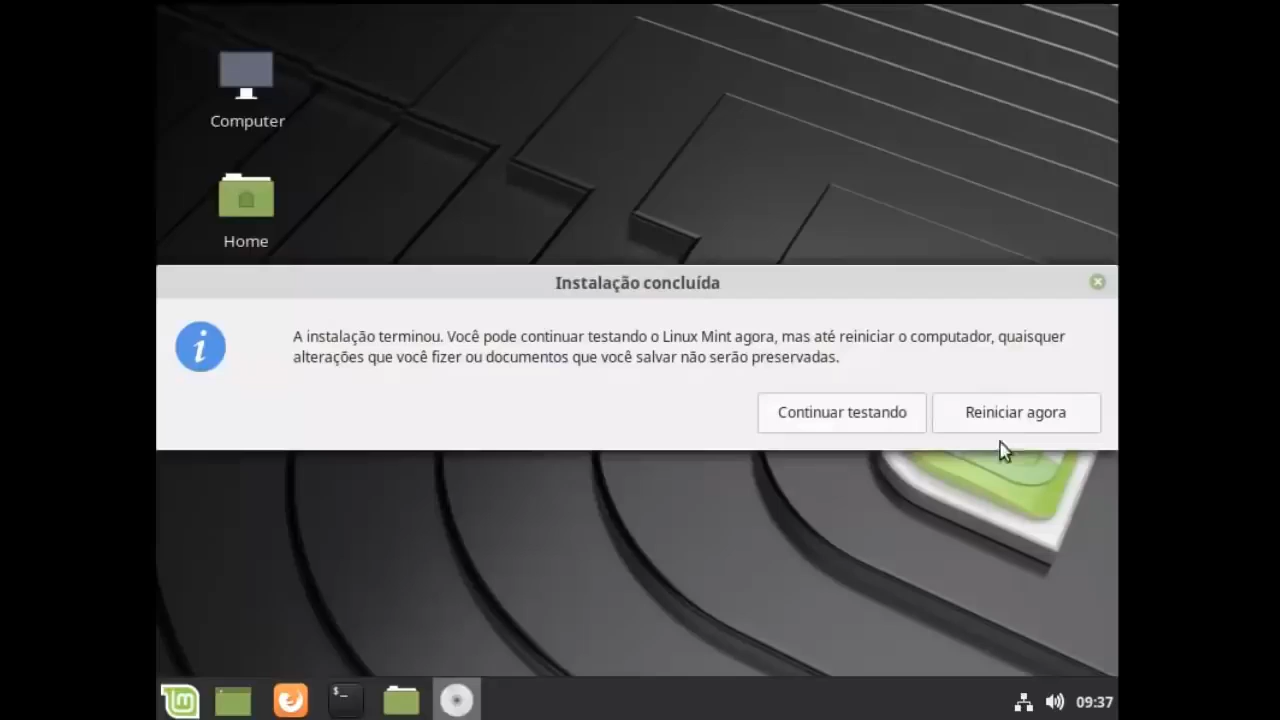 Computer
Home
Instalação concluída
A instalação terminou. Você pode continuar testando o Linux Mint agora, mas até reiniciar o computador, quaisquer
alterações que você fizer ou documentos que você salvar não serão preservadas.
Continuar testando
Reiniciar agora
$_
09:37